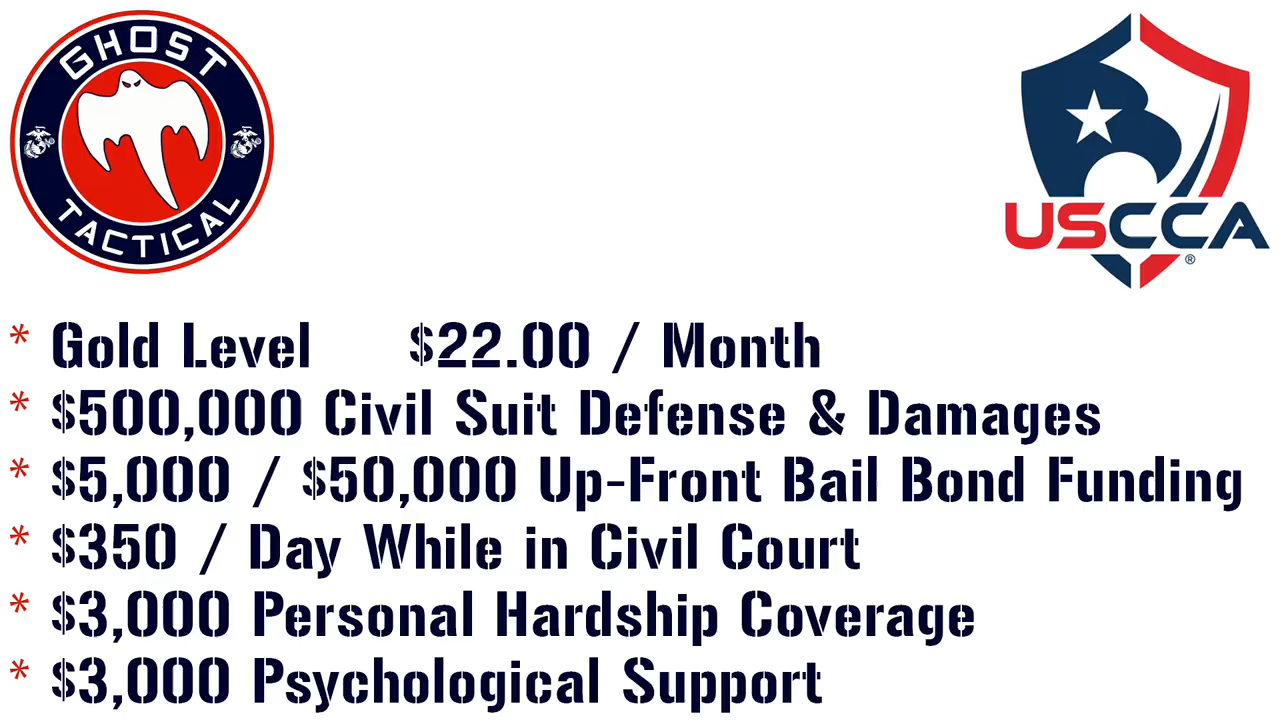 GHOST
TACTICAL
USCCA
®
* Gold Level $22.00 / Month
* $500,000 Civil Suit Defense & Damages
* $5,000 / $50,000 Up-Front Bail Bond Funding
* $350 / Day While in Civil Court
* $3,000 Personal Hardship Coverage
* $3,000 Psychological Support